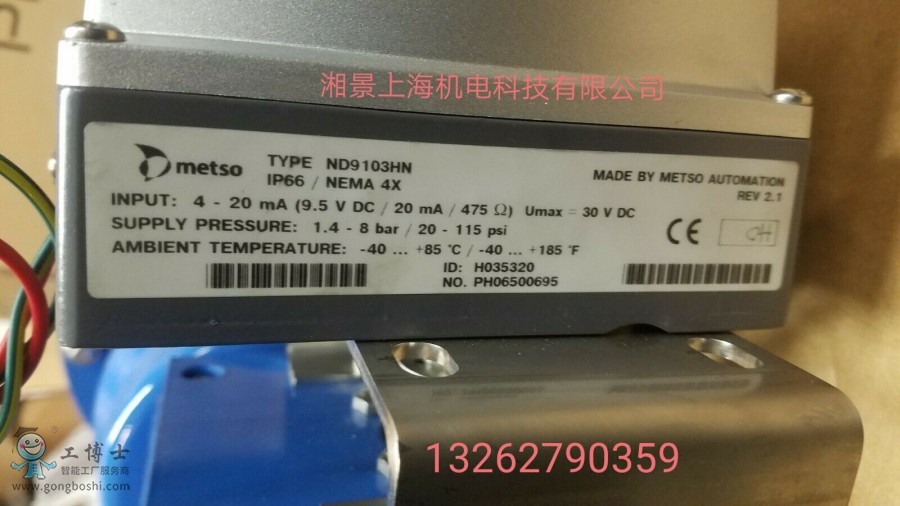 湘景上海机电科技有限公司
metso
TYPE ND9103HN
IP66 / NEMA 4X
MADE BY METSO AUTOMATION
REV 2.1
INPUT: 4 - 20 mA (9.5 V DC / 20 mA / 475 Ω) Umax = 30 V DC
SUPPLY PRESSURE: 1.4 - 8 bar / 20 - 115 psi
AMBIENT TEMPERATURE: -40 ... +85 °C / -40 ... +185 °F
CE
CH
ID: H035320
NO. PH06500695
13262790359
工博士
智能工厂服务商
www.gongboshi.com